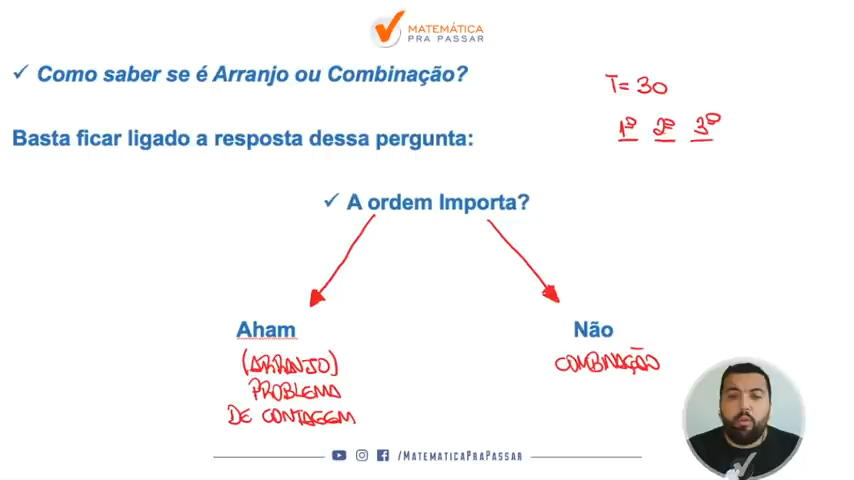 MATEMÁTICA
PRA PASSAR
✓ Como saber se é Arranjo ou Combinação?
T= 30
Basta ficar ligado a resposta dessa pergunta:
1º 2º 3º
✓ A ordem Importa?
Aham
Não
(ARRANJO)
COMBINAÇÃO
PROBLEMA
DE CONTAGEM
/MATEMATICAPRAPASSAR